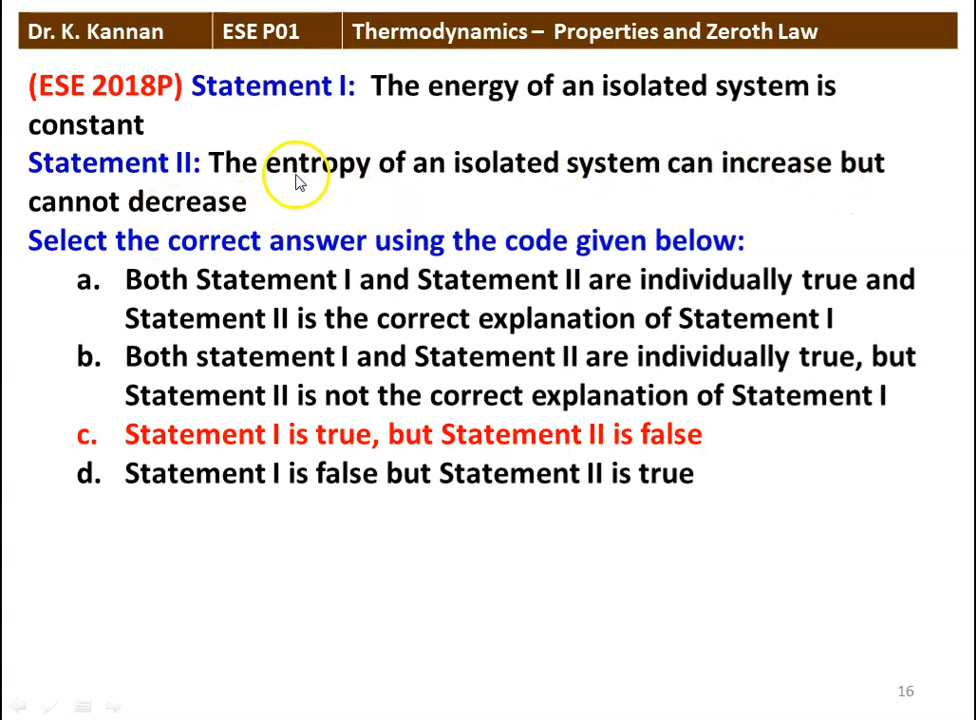 Dr. K. Kannan ESE P01 Thermodynamics – Properties and Zeroth Law
(ESE 2018P) Statement I: The energy of an isolated system is
constant
Statement II: The entropy of an isolated system can increase but
cannot decrease
Select the correct answer using the code given below:
a. Both Statement I and Statement II are individually true and
Statement II is the correct explanation of Statement I
b. Both statement I and Statement II are individually true, but
Statement II is not the correct explanation of Statement I
c. Statement I is true, but Statement II is false
d. Statement I is false but Statement II is true
16